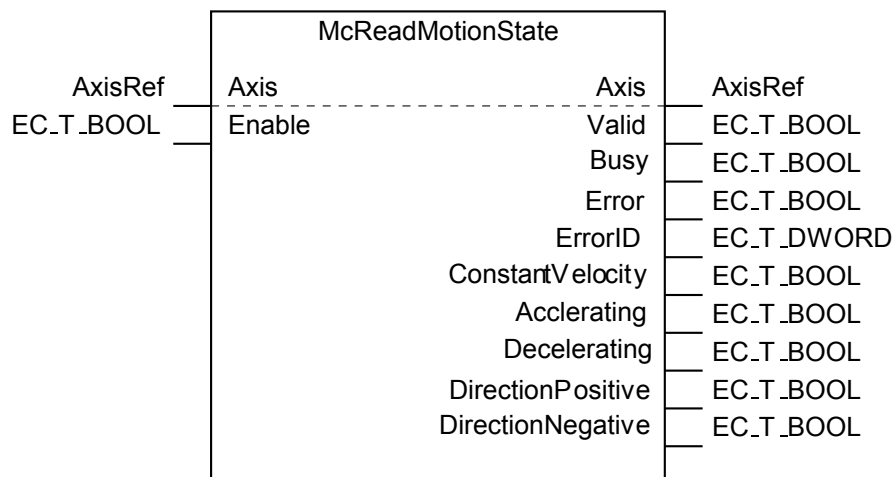 McReadMotionState
AxisRef Axis Axis AxisRef
EC_T_BOOL Enable Valid EC_T_BOOL
Busy EC_T_BOOL
Error EC_T_BOOL
ErrorID EC_T_DWORD
ConstantVelocity EC_T_BOOL
Acclerating EC_T_BOOL
Decelerating EC_T_BOOL
DirectionPositive EC_T_BOOL
DirectionNegative EC_T_BOOL